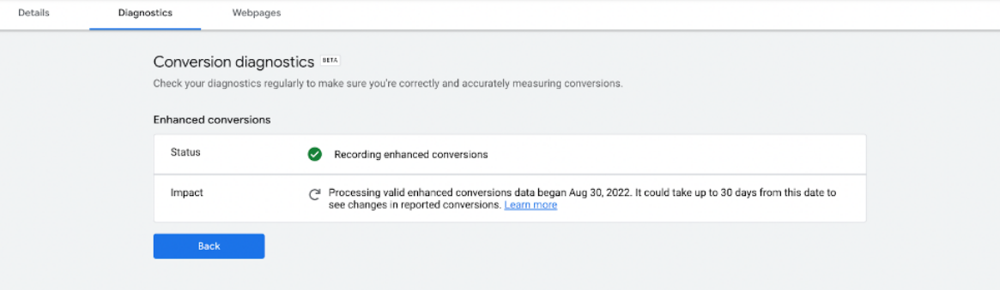 Details Diagnostics Webpages
Conversion diagnostics BETA
Check your diagnostics regularly to make sure you're correctly and accurately measuring conversions.
Enhanced conversions
Status Recording enhanced conversions
Impact Processing valid enhanced conversions data began Aug 30, 2022. It could take up to 30 days from this date to
see changes in reported conversions. Learn more
Back